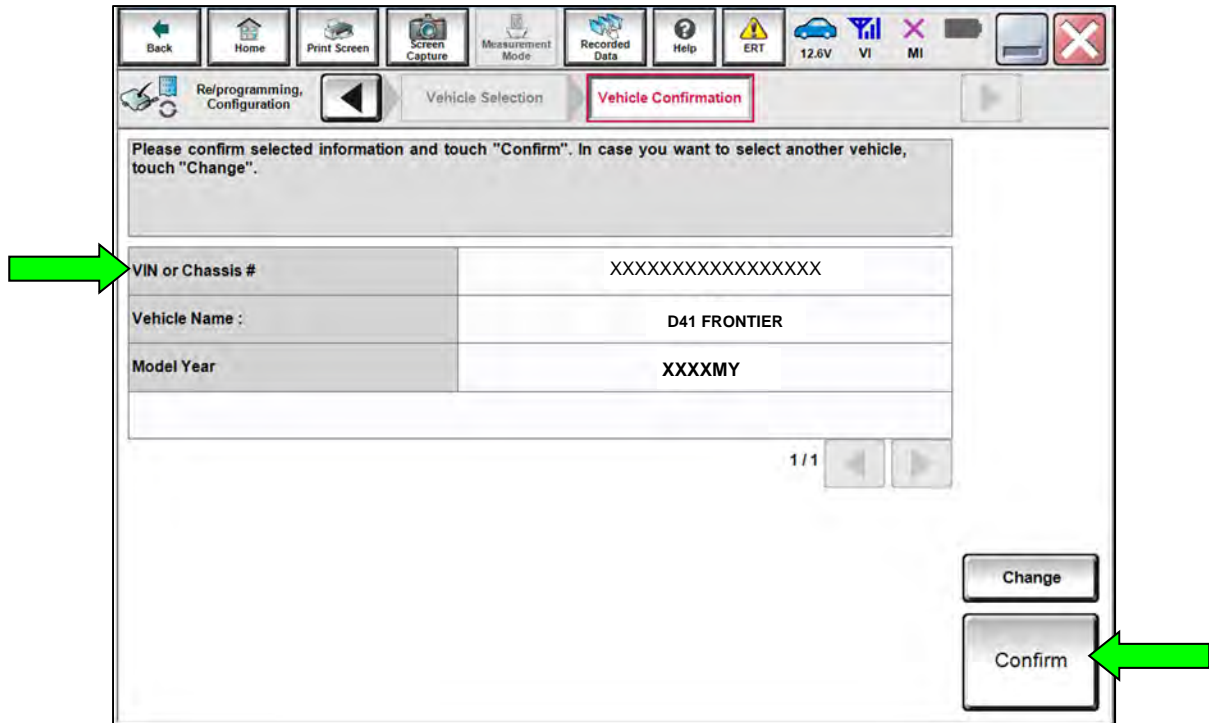 Back
Home
Print Screen
Screen
Capture
Measurement
Mode
Recorded
Data
Help
ERT
12.6V
VI
MI
Re/programming,
Configuration
Vehicle Selection
Vehicle Confirmation
Please confirm selected information and touch "Confirm". In case you want to select another vehicle,
touch "Change".
VIN or Chassis # XXXXXXXXXXXXXXXXX
Vehicle Name : D41 FRONTIER
Model Year XXXXMY
1 / 1
Change
Confirm